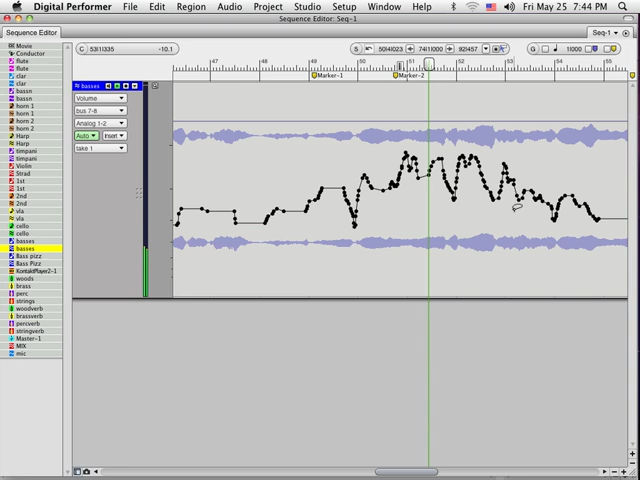 Digital Performer File Edit Region Audio Project Studio Setup Window Help Fri May 25 7:44 PM
Sequence Editor: Seq-1
Sequence Editor Seq-1
Movie
Conductor
flute
flute
clar
clar
bassn
bassn
horn 1
horn 1
horn 2
horn 2
Harp
Harp
timpani
timpani
Violin
Strad
1st
1st
2nd
2nd
vla
vla
cello
cello
basses
basses
Bass pizz
Bass Pizz
KontaktPlayer2-1
woods
brass
perc
strings
woodverb
brassverb
percverb
stringverb
Master-1
MIX
mic
C -10.1
S G
47 48 49 50 51 52 53 54 55
Marker-1 Marker-2
basses
Volume
bus 7-8
Analog 1-2
Auto Insert
take 1